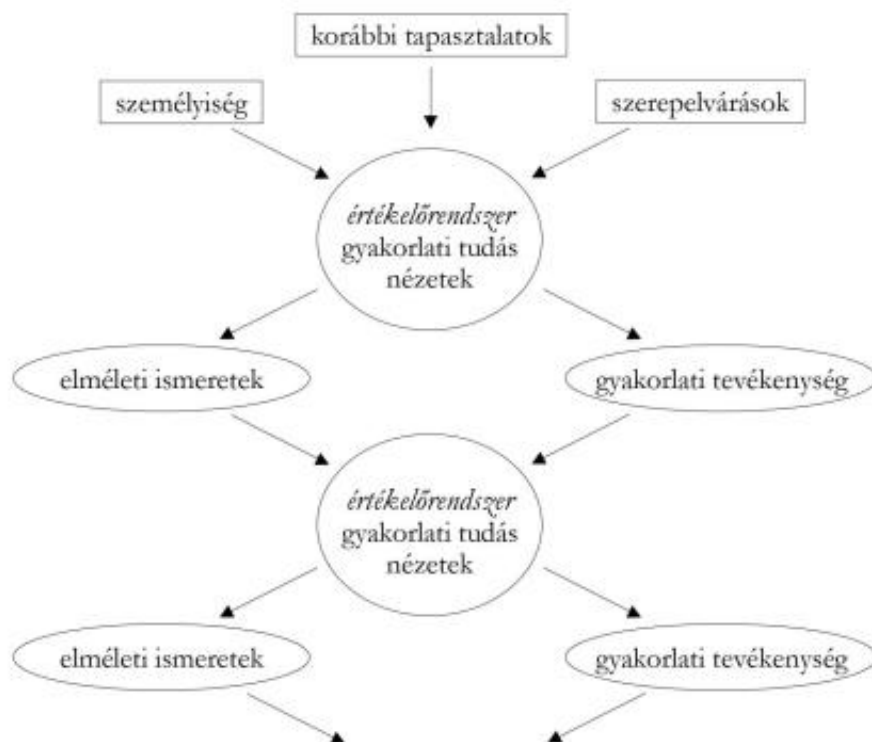 korábbi tapasztalatok
személyiség
szerepelvárások
értékelőrendszer
gyakorlati tudás
nézetek
elméleti ismeretek
gyakorlati tevékenység
értékelőrendszer
gyakorlati tudás
nézetek
elméleti ismeretek
gyakorlati tevékenység